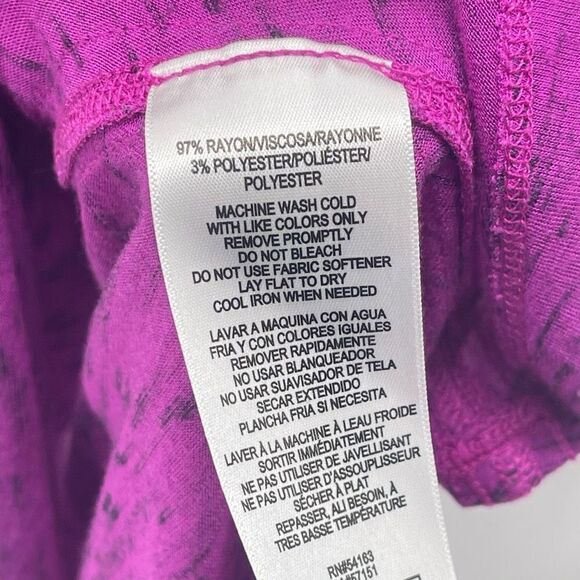 97% RAYON/VISCOSA/RAYONNE
3% POLYESTER/POLIÉSTER/
POLYESTER
MACHINE WASH COLD
WITH LIKE COLORS ONLY
REMOVE PROMPTLY
DO NOT BLEACH
DO NOT USE FABRIC SOFTENER
LAY FLAT TO DRY
COOL IRON WHEN NEEDED
LAVAR A MAQUINA CON AGUA
FRIA Y CON COLORES IGUALES
REMOVER RAPIDAMENTE
NO USAR BLANQUEADOR
NO USAR SUAVISADOR DE TELA
SECAR EXTENDIDO
PLANCHA FRIA SI NECESITA
LAVER À LA MACHINE À LEAU FROIDE
SORTIR IMMÉDIATEMENT
NE PAS UTILISER DE JAVELLISANT
NE PAS UTILISER D'ASSOUPLISSEUR
SÉCHER À PLAT
REPASSER, AU BESOIN, À
TRES BASSE TEMPÉRATURE
RN#54163
#57151